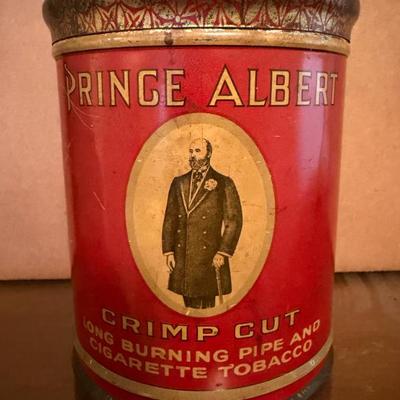 PRINCE ALBERT
CRIMP CUT
LONG BURNING PIPE AND
CIGARETTE TOBACCO